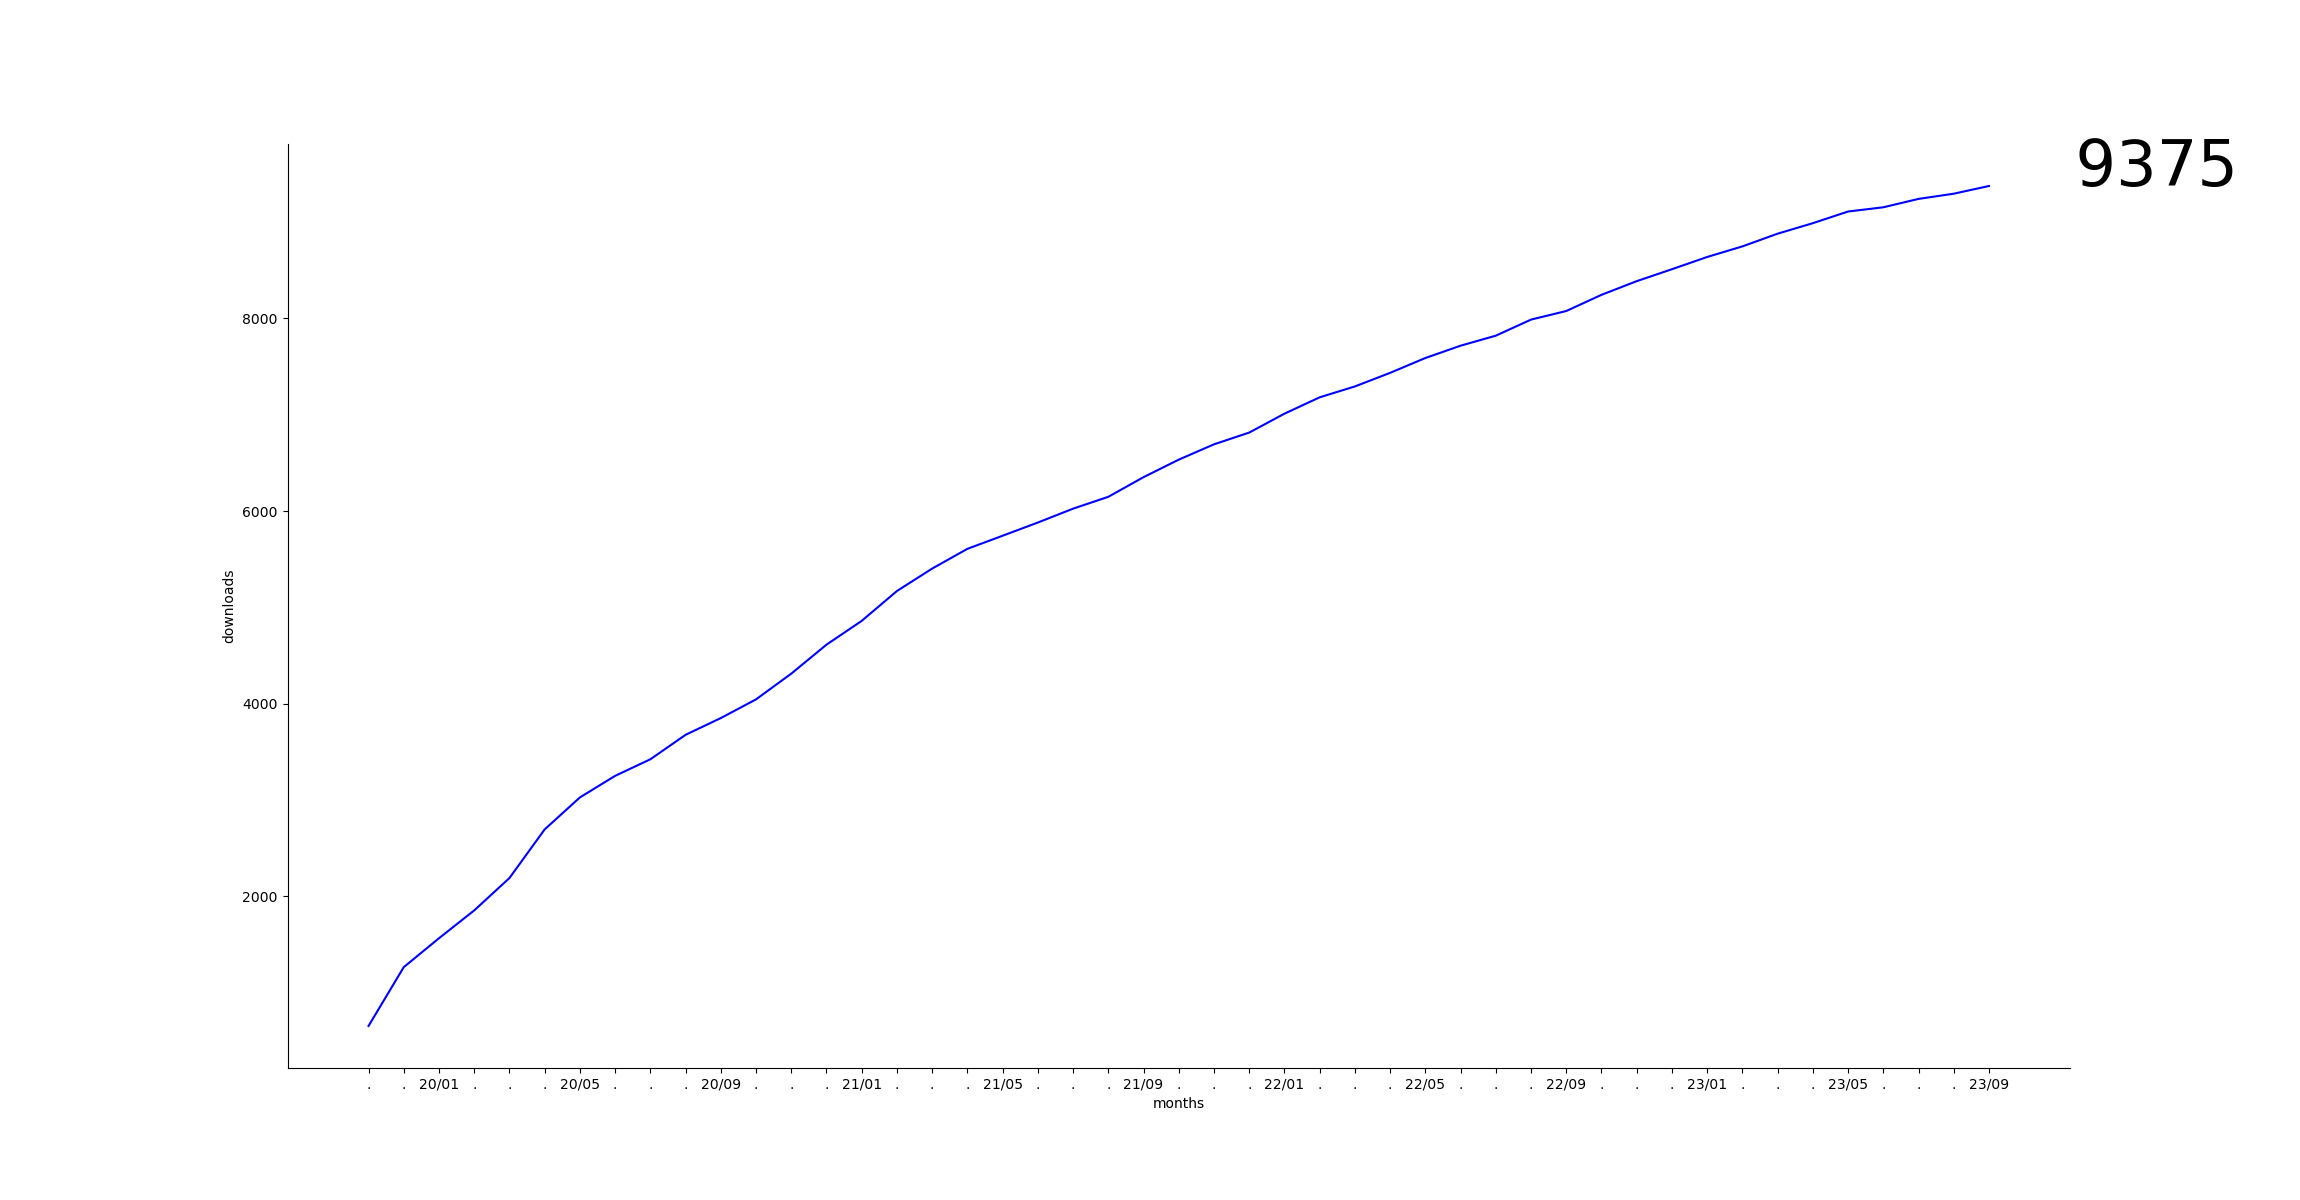 9375
8000
6000
4000
2000
downloads
. . 20/01 . . . 20/05 . . . 20/09 . . . 21/01 . . . 21/05 . . . 21/09 . . . 22/01 . . . 22/05 . . . 22/09 . . . 23/01 . . . 23/05 . . . 23/09
months